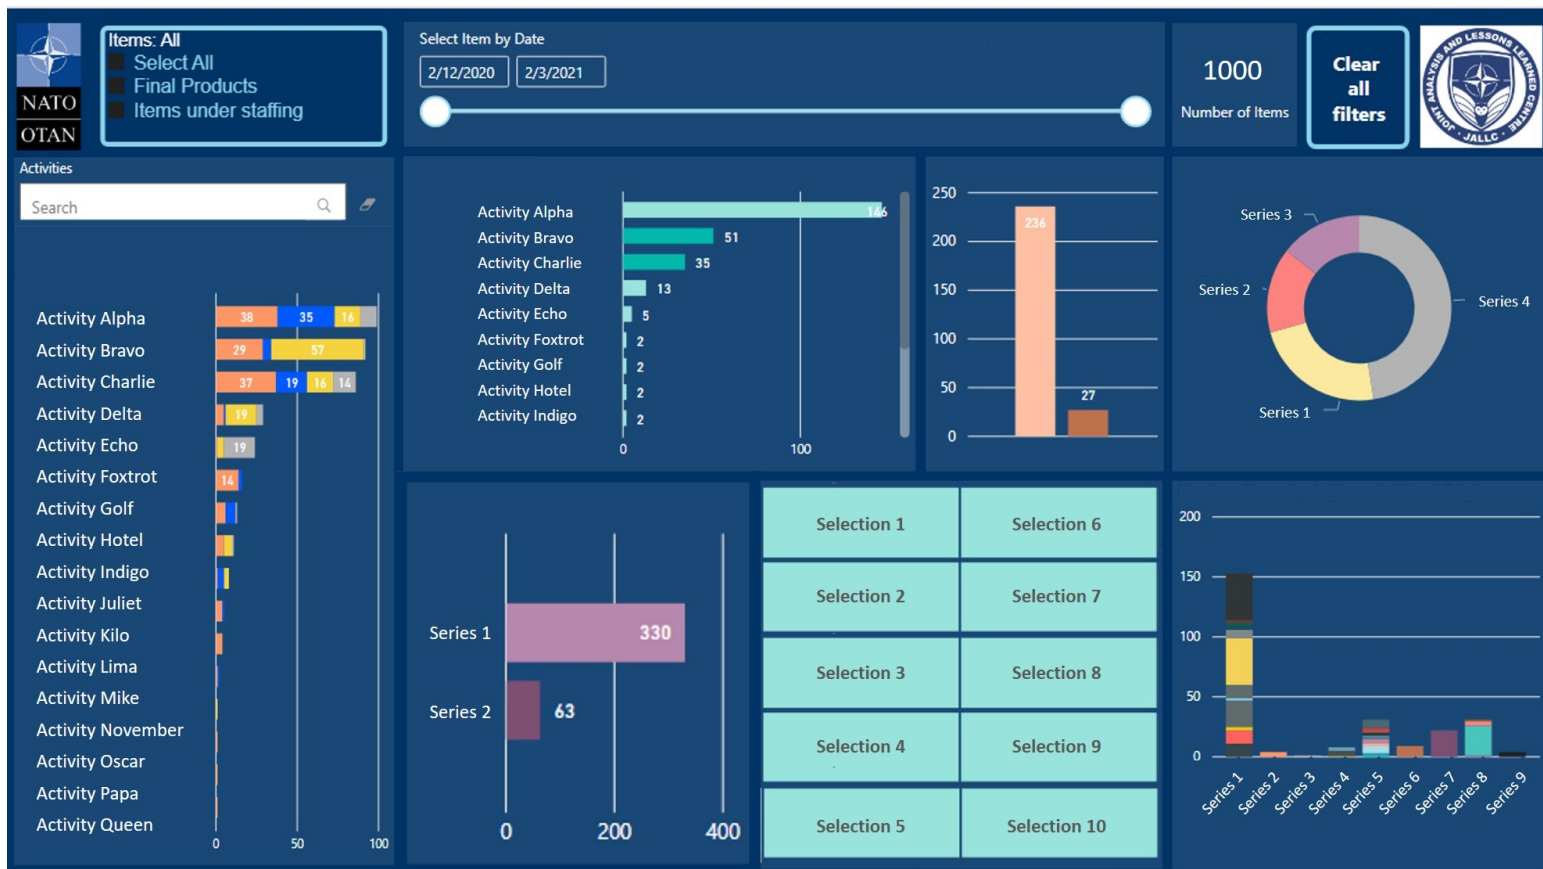 NATO
OTAN
Items: All
Select All
Final Products
Items under staffing
Select Item by Date
2/12/2020
2/3/2021
1000
Number of Items
Clear
all
filters
JOINT ANALYSIS AND LESSONS LEARNED CENTRE
· JALLC ·
Activities
Search
Activity Alpha
38
35
16
Activity Bravo
29
57
Activity Charlie
37
19
16
14
Activity Delta
19
Activity Echo
19
Activity Foxtrot
14
Activity Golf
Activity Hotel
Activity Indigo
Activity Juliet
Activity Kilo
Activity Lima
Activity Mike
Activity November
Activity Oscar
Activity Papa
Activity Queen
0
50
100
Activity Alpha
146
Activity Bravo
51
Activity Charlie
35
Activity Delta
13
Activity Echo
5
Activity Foxtrot
2
Activity Golf
2
Activity Hotel
2
Activity Indigo
2
0
100
250
200
150
100
50
0
236
27
Series 3
Series 2
Series 4
Series 1
Series 1
330
Series 2
63
0
200
400
Selection 1
Selection 6
Selection 2
Selection 7
Selection 3
Selection 8
Selection 4
Selection 9
Selection 5
Selection 10
200
150
100
50
0
Series 1
Series 2
Series 3
Series 4
Series 5
Series 6
Series 7
Series 8
Series 9